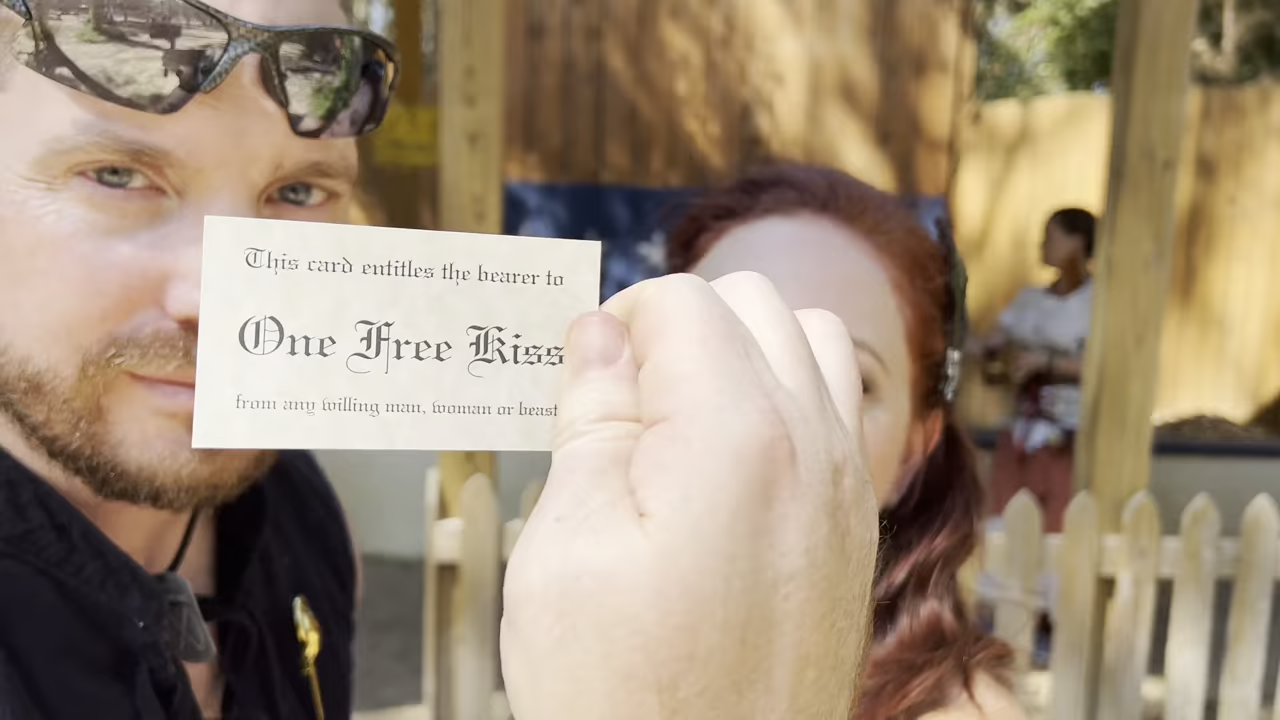 This card entitles the bearer to
One Free Kiss
from any willing man, woman or beast